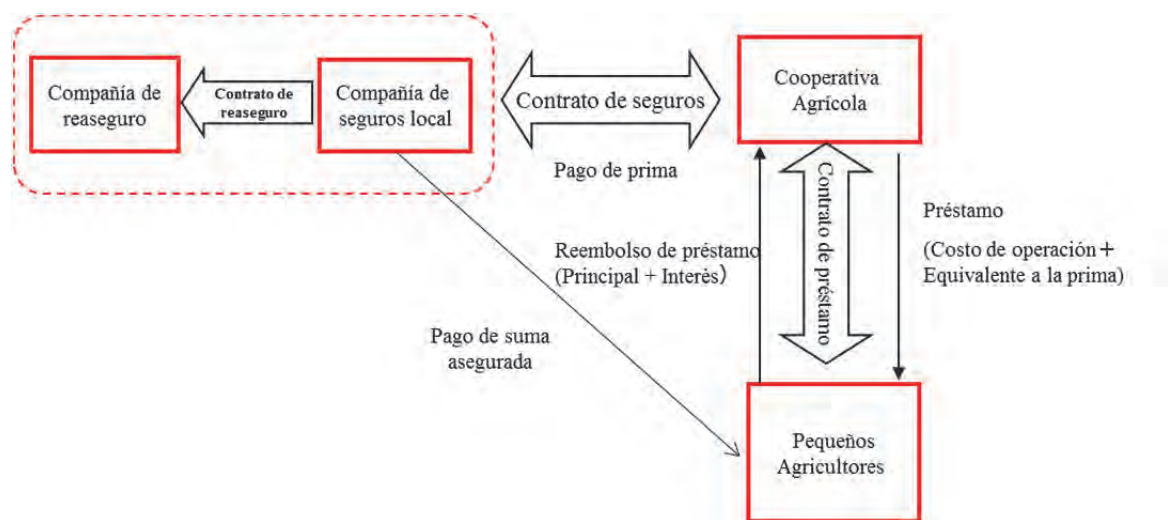 Compañía de
reaseguro
Contrato de
reaseguro
Compañía de
seguros local
Contrato de seguros
Cooperativa
Agrícola
Pago de prima
Contrato de préstamo
Préstamo
(Costo de operación+
Equivalente a la prima)
Reembolso de préstamo
(Principal + Interés)
Pago de suma
asegurada
Pequeños
Agricultores